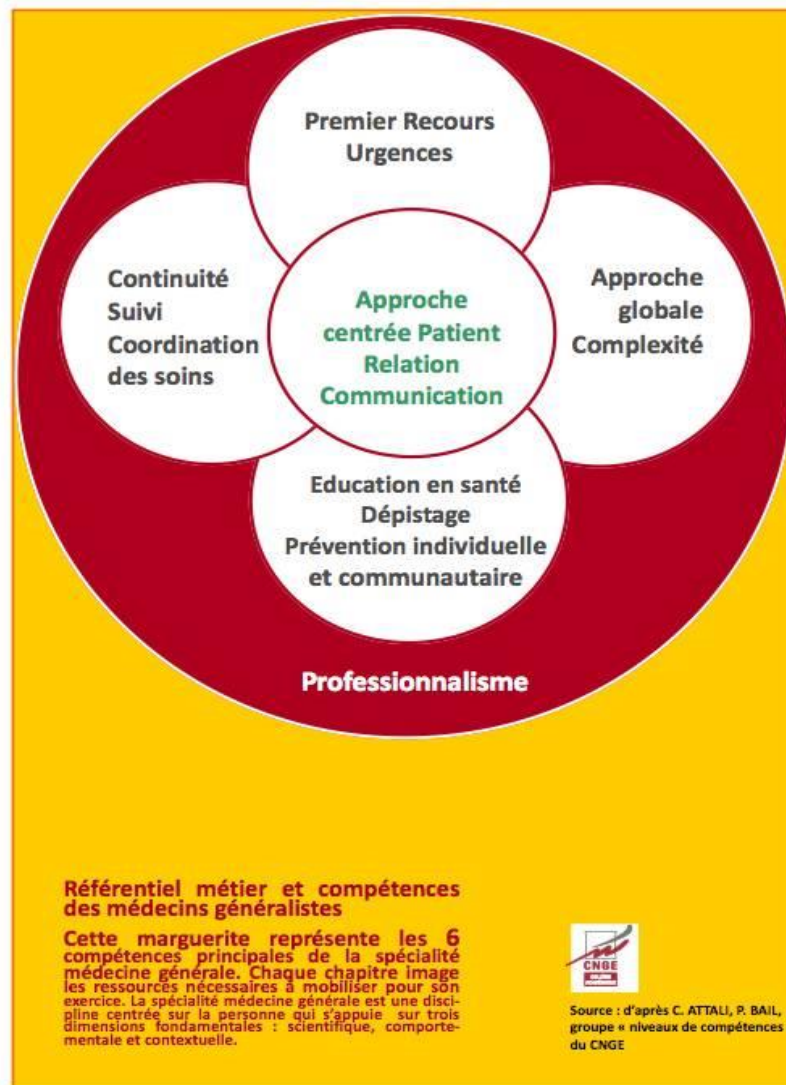 Premier Recours
Urgences
Continuité
Suivi
Coordination
des soins
Approche
centrée Patient
Relation
Communication
Approche
globale
Complexité
Education en santé
Dépistage
Prévention individuelle
et communautaire
Professionnalisme
Référentiel métier et compétences
des médecins généralistes
Cette marguerite représente les 6
compétences principales de la spécialité
médecine générale. Chaque chapitre image
les ressources nécessaires à mobiliser pour son
exercice. La spécialité médecine générale est une disci-
pline centrée sur la personne qui s'appuie sur trois
dimensions fondamentales : scientifique, comporte-
mentale et contextuelle.
CNGE
Source : d'après C. ATTALI, P. BAIL,
groupe « niveaux de compétences
du CNGE